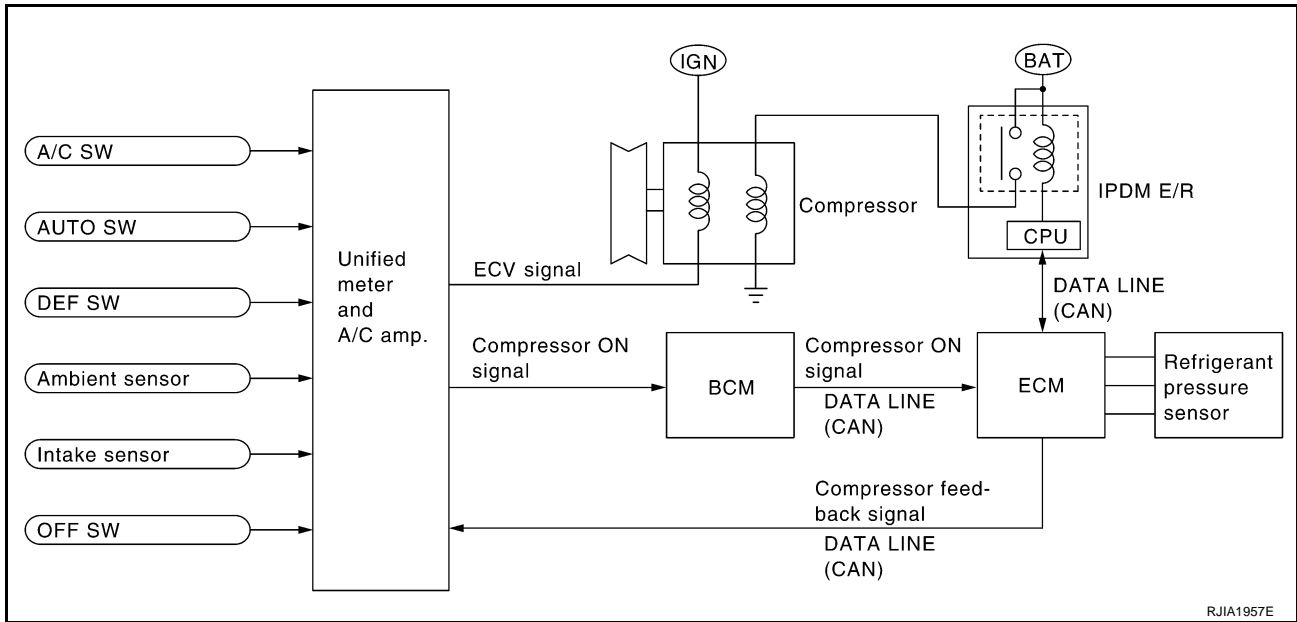 IGN
BAT
A/C SW
AUTO SW
DEF SW
Ambient sensor
Intake sensor
OFF SW
Unified
meter
and
A/C amp.
ECV signal
Compressor
IPDM E/R
CPU
DATA LINE
(CAN)
Compressor ON
signal
BCM
Compressor ON
signal
DATA LINE
(CAN)
ECM
Refrigerant
pressure
sensor
Compressor feed-
back signal
DATA LINE
(CAN)
RJIA1957E